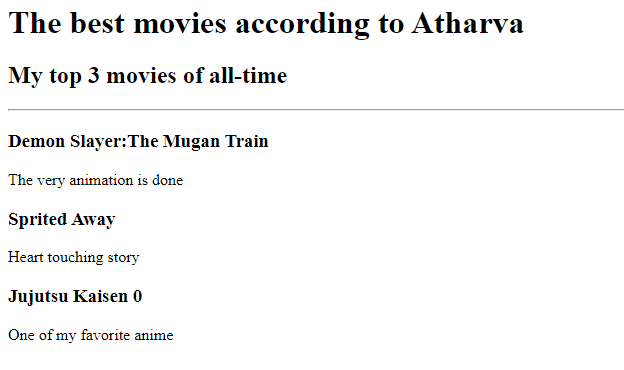 The best movies according to Atharva
My top 3 movies of all-time
Demon Slayer:The Mugan Train
The very animation is done
Sprited Away
Heart touching story
Jujutsu Kaisen 0
One of my favorite anime